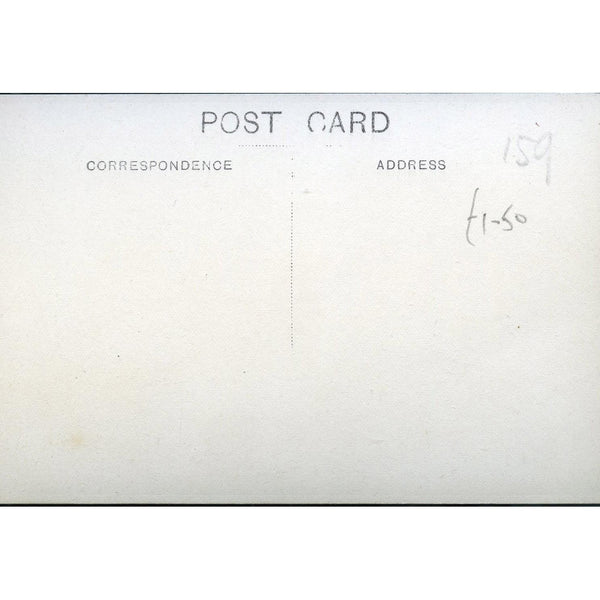 POST CARD
CORRESPONDENCE
ADDRESS
159
£1-50